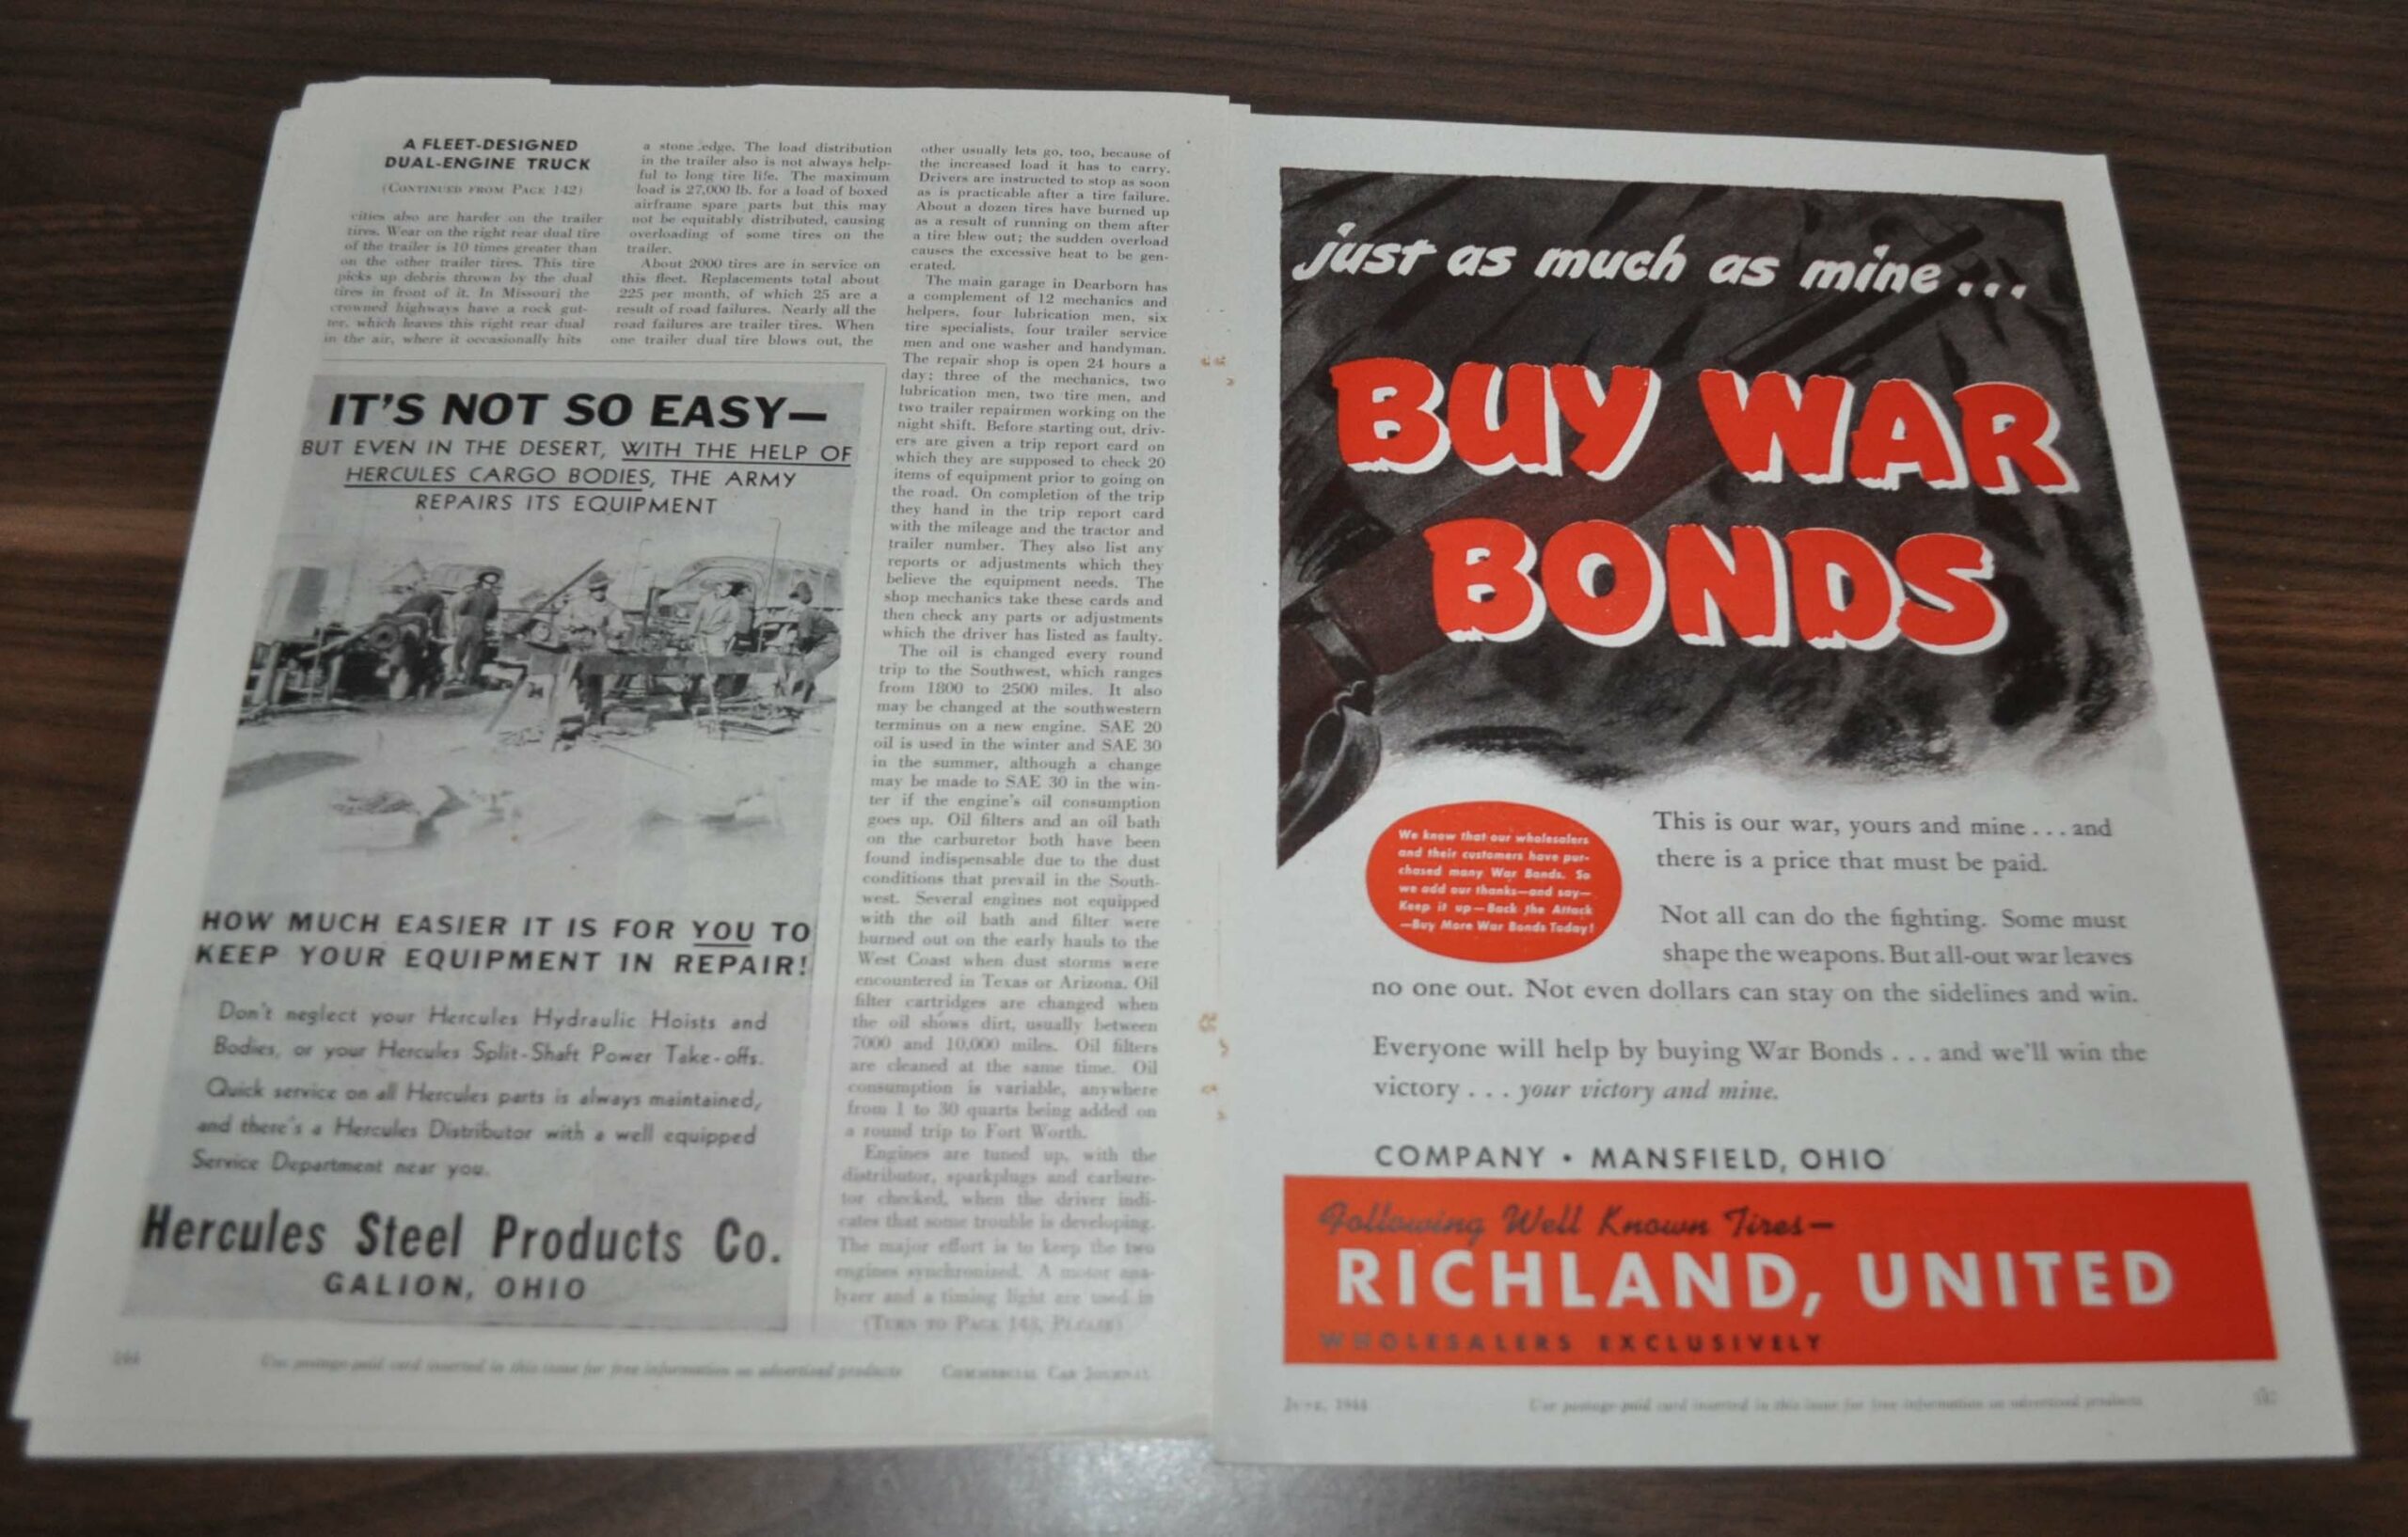 A FLEET-DESIGNED
DUAL-ENGINE TRUCK
(CONTINUED FROM PAGE 142)
cities also are harder on the trailer
tires. Wear on the right rear dual tire
of the trailer is 10 times greater than
on the other trailer tires. This tire
picks up debris thrown by the dual
tires in front of it. In Missouri the
crowned highways have a rock gut-
ter, which leaves this right rear dual
in the air, where it occasionally hits
a stone edge. The load distribution
in the trailer also is not always help-
ful to long tire life. The maximum
load is 27,000 lb. for a load of boxed
airframe spare parts but this may
not be equitably distributed, causing
overloading of some tires on the
trailer.
About 2000 tires are in service on
this fleet. Replacements total about
225 per month, of which 25 are a
result of road failures. Nearly all the
road failures are trailer tires. When
one trailer dual tire blows out, the
other usually lets go, too, because of
the increased load it has to carry.
Drivers are instructed to stop as soon
as is practicable after a tire failure.
About a dozen tires have burned up
as a result of running on them after
a tire blew out; the sudden overload
causes the excessive heat to be gen-
erated.
The main garage in Dearborn has
a complement of 12 mechanics and
helpers, four lubrication men, six
tire specialists, four trailer service
men and one washer and handyman.
The repair shop is open 24 hours a
day; three of the mechanics, two
lubrication men, two tire men, and
two trailer repairmen working on the
night shift. Before starting out, driv-
ers are given a trip report card on
which they are supposed to check 20
items of equipment prior to going on
the road. On completion of the trip
they hand in the trip report card
with the mileage and the tractor and
trailer number. They also list any
reports or adjustments which they
believe the equipment needs. The
shop mechanics take these cards and
then check any parts or adjustments
which the driver has listed as faulty.
The oil is changed every round
trip to the Southwest, which ranges
from 1800 to 2500 miles. It also
may be changed at the southwestern
terminus on a new engine. SAE 20
oil is used in the winter and SAE 30
in the summer, although a change
may be made to SAE 30 in the win-
ter if the engine's oil consumption
goes up. Oil filters and an oil bath
on the carburetor both have been
found indispensable due to the dust
conditions that prevail in the South-
west. Several engines not equipped
with the oil bath and filter were
burned out on the early hauls to the
West Coast when dust storms were
encountered in Texas or Arizona. Oil
filter cartridges are changed when
the oil shows dirt, usually between
7000 and 10,000 miles. Oil filters
are cleaned at the same time. Oil
consumption is variable, anywhere
from 1 to 30 quarts being added on
a round trip to Fort Worth.
Engines are tuned up, with the
distributor, sparkplugs and carbure-
tor checked, when the driver indi-
cates that some trouble is developing.
The major effort is to keep the two
engines synchronized. A motor ana-
lyzer and a timing light are used in
(TURN TO PAGE 148, PLEASE)
IT'S NOT SO EASY—
BUT EVEN IN THE DESERT, WITH THE HELP OF
HERCULES CARGO BODIES, THE ARMY
REPAIRS ITS EQUIPMENT
HOW MUCH EASIER IT IS FOR YOU TO
KEEP YOUR EQUIPMENT IN REPAIR!
Don't neglect your Hercules Hydraulic Hoists and
Bodies, or your Hercules Split-Shaft Power Take-offs.
Quick service on all Hercules parts is always maintained,
and there's a Hercules Distributor with a well equipped
Service Department near you.
Hercules Steel Products Co.
GALION, OHIO
Use postage-paid card inserted in this issue for free information on advertised products
COMMERCIAL CAR JOURNAL
just as much as mine...
BUY WAR
BONDS
We know that our wholesalers
and their customers have pur-
chased many War Bonds. So
we add our thanks—and say—
Keep it up—Back the Attack
—Buy More War Bonds Today!
This is our war, yours and mine...and
there is a price that must be paid.
Not all can do the fighting. Some must
shape the weapons. But all-out war leaves
no one out. Not even dollars can stay on the sidelines and win.
Everyone will help by buying War Bonds...and we'll win the
victory...your victory and mine.
COMPANY • MANSFIELD, OHIO
Following Well Known Tires—
RICHLAND, UNITED
WHOLESALERS EXCLUSIVELY
JUNE, 1944
Use postage-paid card inserted in this issue for free information on advertised products